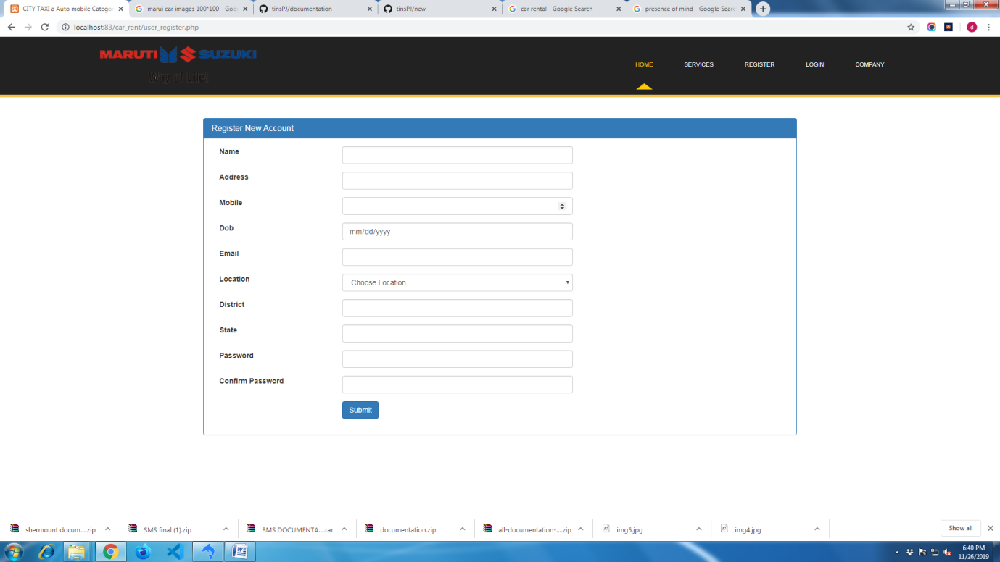 CITY TAXI a Auto mobile Categor
marui car images 100*100 - Goo
tinsPJ/documentation
tinsPJ/new
car rental - Google Search
presence of mind - Google Searc
localhost:83/car_rent/user_register.php
d
MARUTI SUZUKI
Way of Life!
HOME SERVICES REGISTER LOGIN COMPANY
Register New Account
Name
Address
Mobile
Dob mm/dd/yyyy
Email
Location Choose Location
District
State
Password
Confirm Password
Submit
shermount docum....zip
SMS final (1).zip
BMS DOCUMENTA....rar
documentation.zip
all-documentation-....zip
img5.jpg
img4.jpg
Show all
6:40 PM
11/26/2019